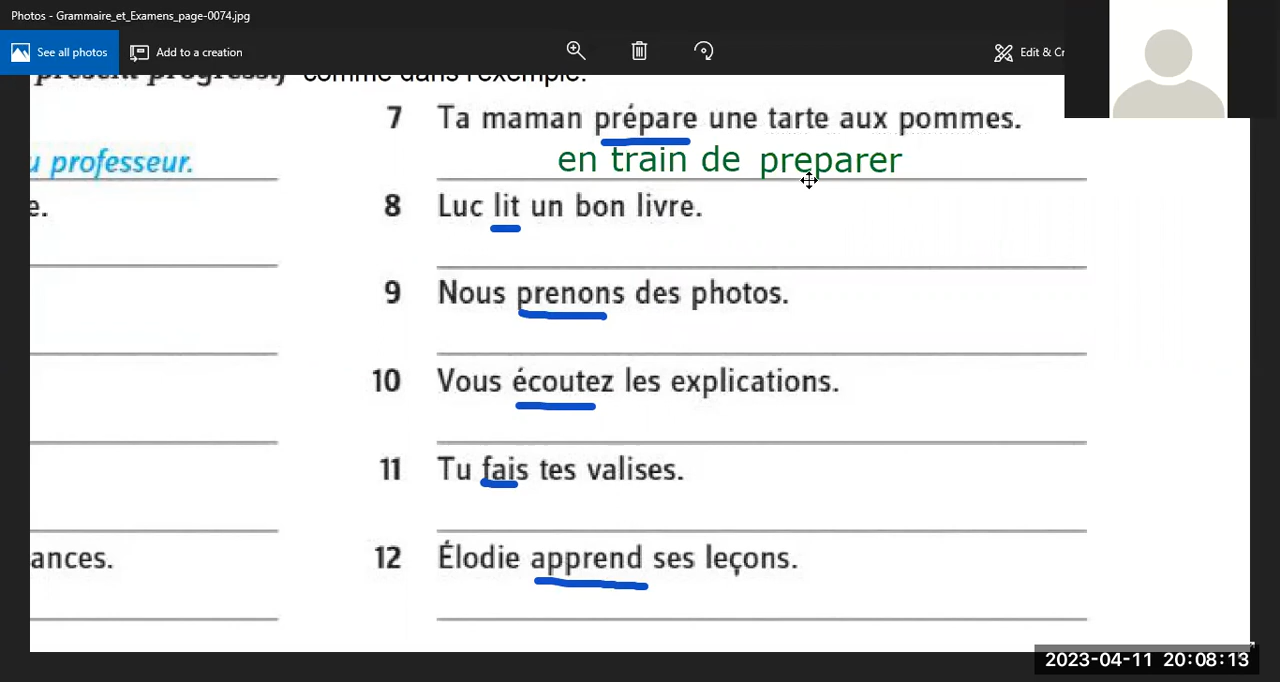 Photos - Grammaire_et_Examens_page-0074.jpg
See all photos
Add to a creation
Edit & Cr
présent progressif comme dans l'exemple.
7 Ta maman prépare une tarte aux pommes.
u professeur.
en train de preparer
e.
8 Luc lit un bon livre.
9 Nous prenons des photos.
10 Vous écoutez les explications.
11 Tu fais tes valises.
ances.
12 Élodie apprend ses leçons.
2023-04-11 20:08:13